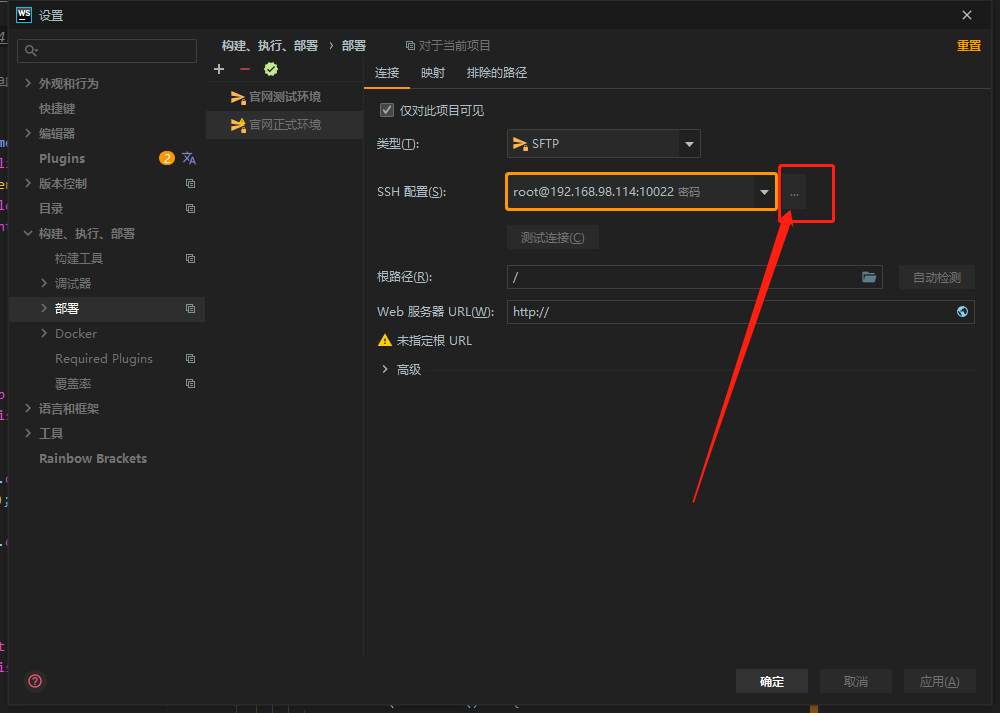 WS 设置
构建、执行、部署 › 部署 对于当前项目 重置
外观和行为
快捷键
编辑器
Plugins 2
版本控制
目录
构建、执行、部署
构建工具
调试器
部署
Docker
Required Plugins
覆盖率
语言和框架
工具
Rainbow Brackets
官网测试环境
官网正式环境
连接 映射 排除的路径
仅对此项目可见
类型(T): SFTP
SSH 配置(S): root@192.168.98.114:10022 密码 ...
测试连接(C)
根路径(R): / 自动检测
Web 服务器 URL(W): http://
未指定根 URL
高级
? 确定 取消 应用(A)